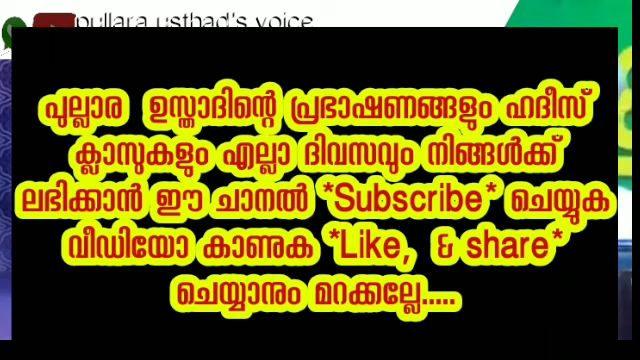 pullara usthad's voice
പുല്ലാര ഉസ്താദിന്റെ പ്രഭാഷണങ്ങളും ഹദീസ്
ക്ലാസുകളും എല്ലാ ദിവസവും നിങ്ങൾക്ക്
ലഭിക്കാൻ ഈ ചാനൽ *Subscribe* ചെയ്യുക
വീഡിയോ കാണുക *Like, & share*
ചെയ്യാനും മറക്കല്ലേ.....